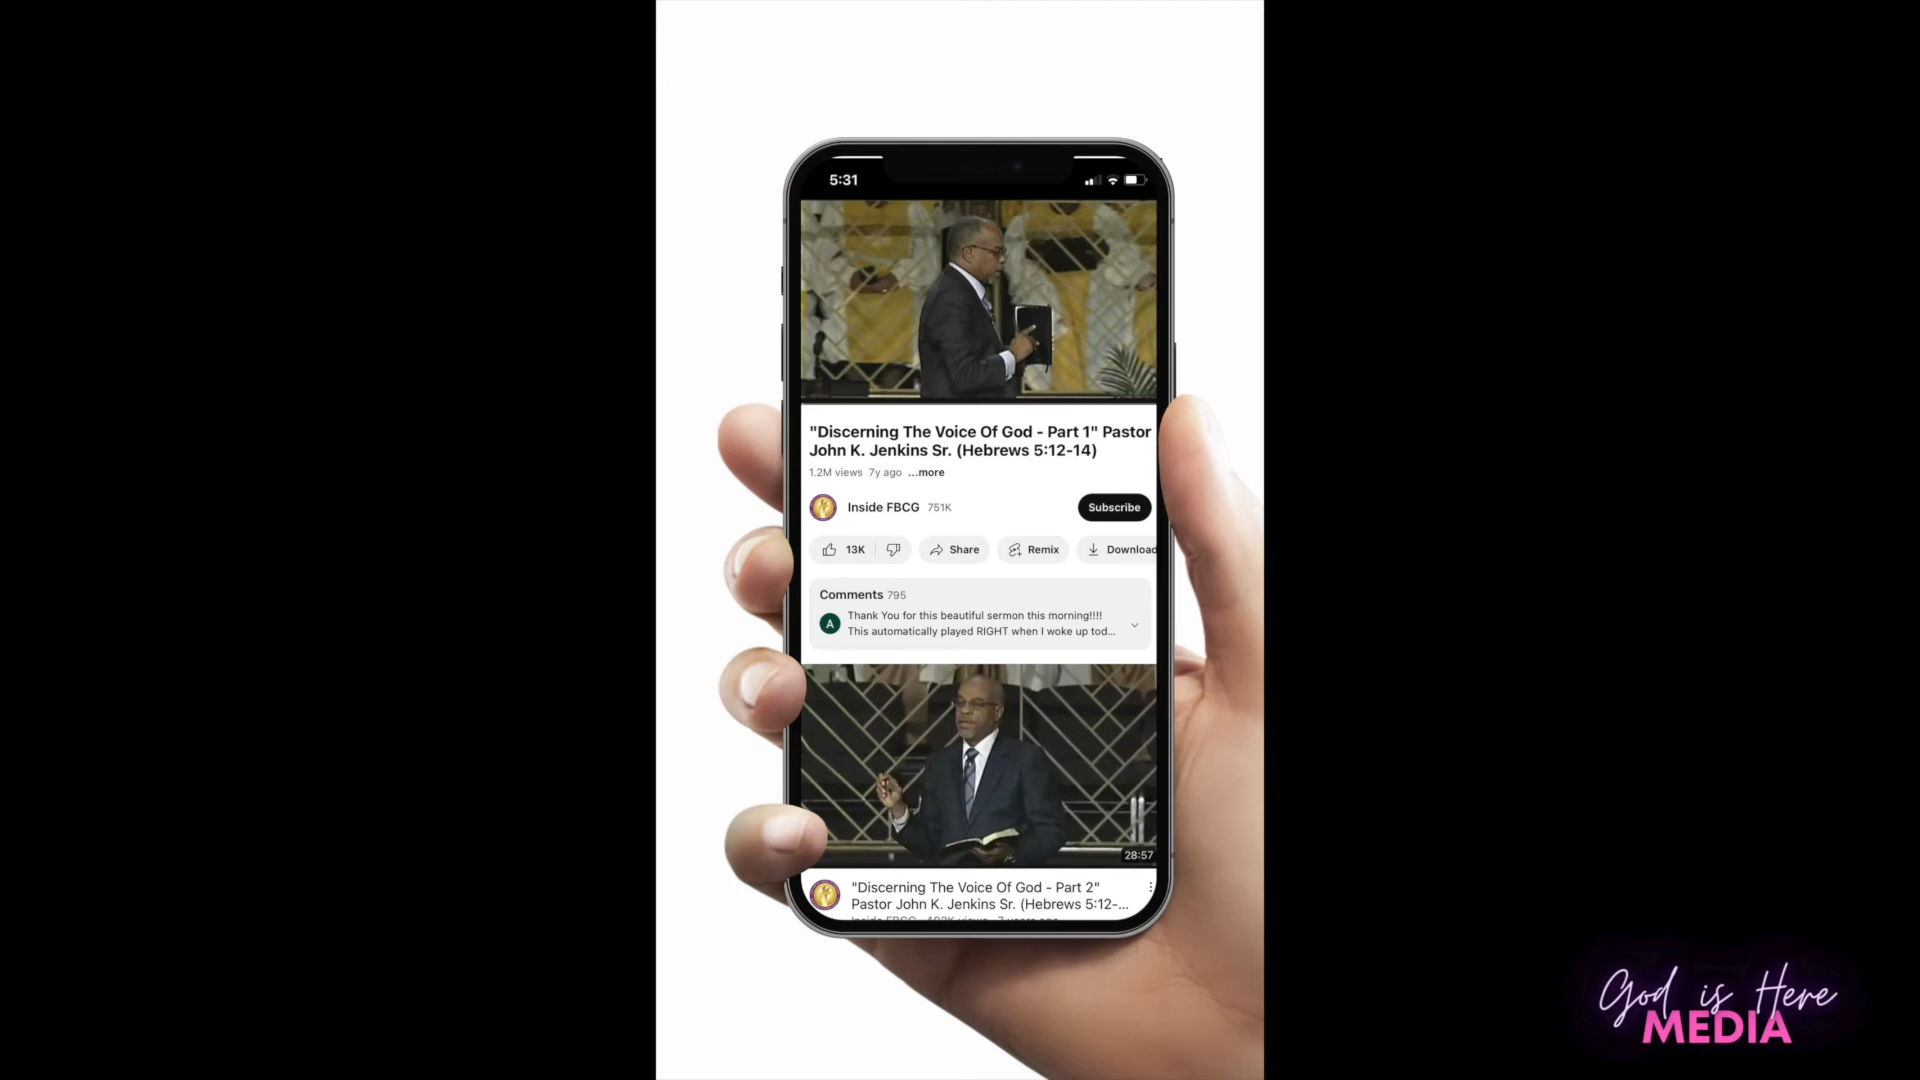 5:31
"Discerning The Voice Of God - Part 1" Pastor
John K. Jenkins Sr. (Hebrews 5:12-14)
1.2M views 7y ago ...more
Inside FBCG 751K
Subscribe
13K
Share
Remix
Download
Comments 795
A
Thank You for this beautiful sermon this morning!!!!
This automatically played RIGHT when I woke up tod...
28:57
"Discerning The Voice Of God - Part 2"
Pastor John K. Jenkins Sr. (Hebrews 5:12-...
Inside FBCG
God is Here
MEDIA